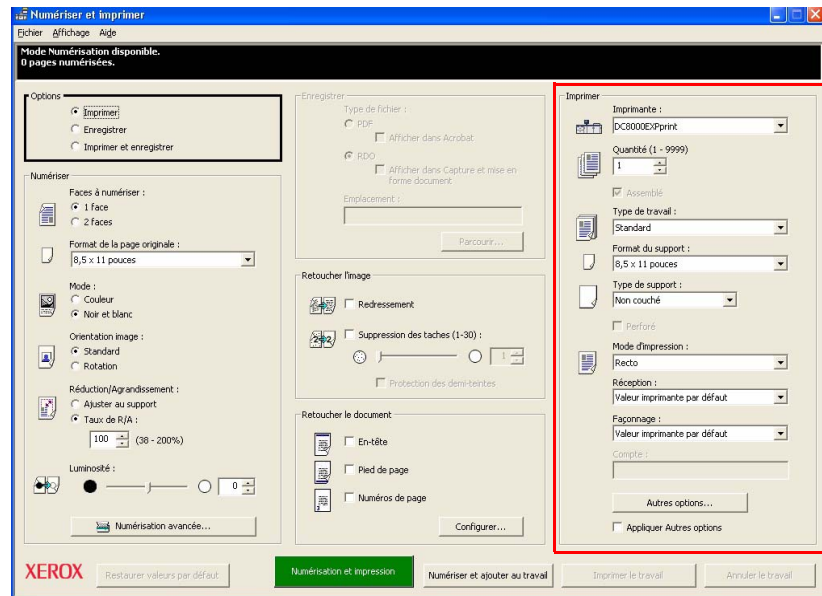 Numériser et imprimer
Fichier Affichage Aide
Mode Numérisation disponible.
0 pages numérisées.
Options
Imprimer
Enregistrer
Imprimer et enregistrer
Numériser
Faces à numériser :
1 face
2 faces
Format de la page originale :
8,5 x 11 pouces
Mode :
Couleur
Noir et blanc
Orientation image :
Standard
Rotation
Réduction/Agrandissement :
Ajuster au support
Taux de R/A :
100 (38 - 200%)
Luminosité :
0
Numérisation avancée...
Enregistrer
Type de fichier :
PDF
Afficher dans Acrobat
RDO
Afficher dans Capture et mise en
forme document
Emplacement :
Parcourir...
Retoucher l'image
Redressement
Suppression des taches (1-30) :
1
Protection des demi-teintes
Retoucher le document
En-tête
Pied de page
Numéros de page
Configurer...
Imprimer
Imprimante :
DC8000EXPprint
Quantité (1 - 9999)
1
Assemblé
Type de travail :
Standard
Format du support :
8,5 x 11 pouces
Type de support :
Non couché
Perforé
Mode d'impression :
Recto
Réception :
Valeur imprimante par défaut
Façonnage :
Valeur imprimante par défaut
Compte :
Autres options...
Appliquer Autres options
XEROX
Restaurer valeurs par défaut
Numérisation et impression
Numériser et ajouter au travail
Imprimer le travail
Annuler le travail